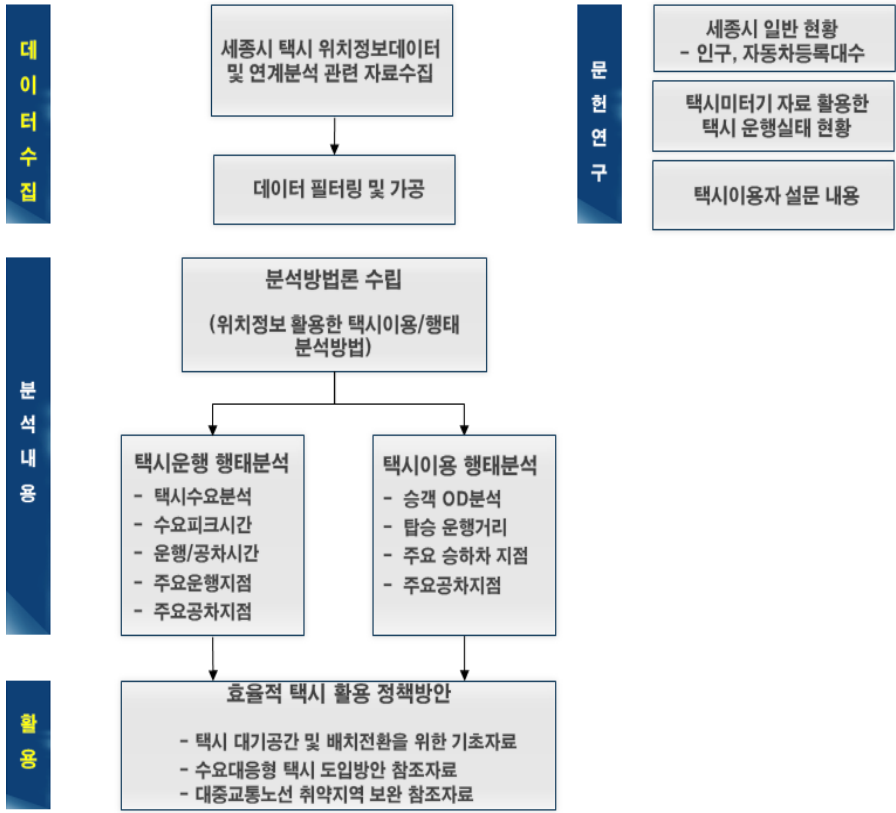 데이터수집
세종시 택시 위치정보데이터
및 연계분석 관련 자료수집
데이터 필터링 및 가공
문헌연구
세종시 일반 현황
- 인구, 자동차등록대수
택시미터기 자료 활용한
택시 운행실태 현황
택시이용자 설문 내용
분석내용
분석방법론 수립
(위치정보 활용한 택시이용/행태
분석방법)
택시운행 행태분석
- 택시수요분석
- 수요피크시간
- 운행/공차시간
- 주요운행지점
- 주요공차지점
택시이용 행태분석
- 승객 OD분석
- 탑승 운행거리
- 주요 승하차 지점
- 주요공차지점
활용
효율적 택시 활용 정책방안
- 택시 대기공간 및 배치전환을 위한 기초자료
- 수요대응형 택시 도입방안 참조자료
- 대중교통노선 취약지역 보완 참조자료